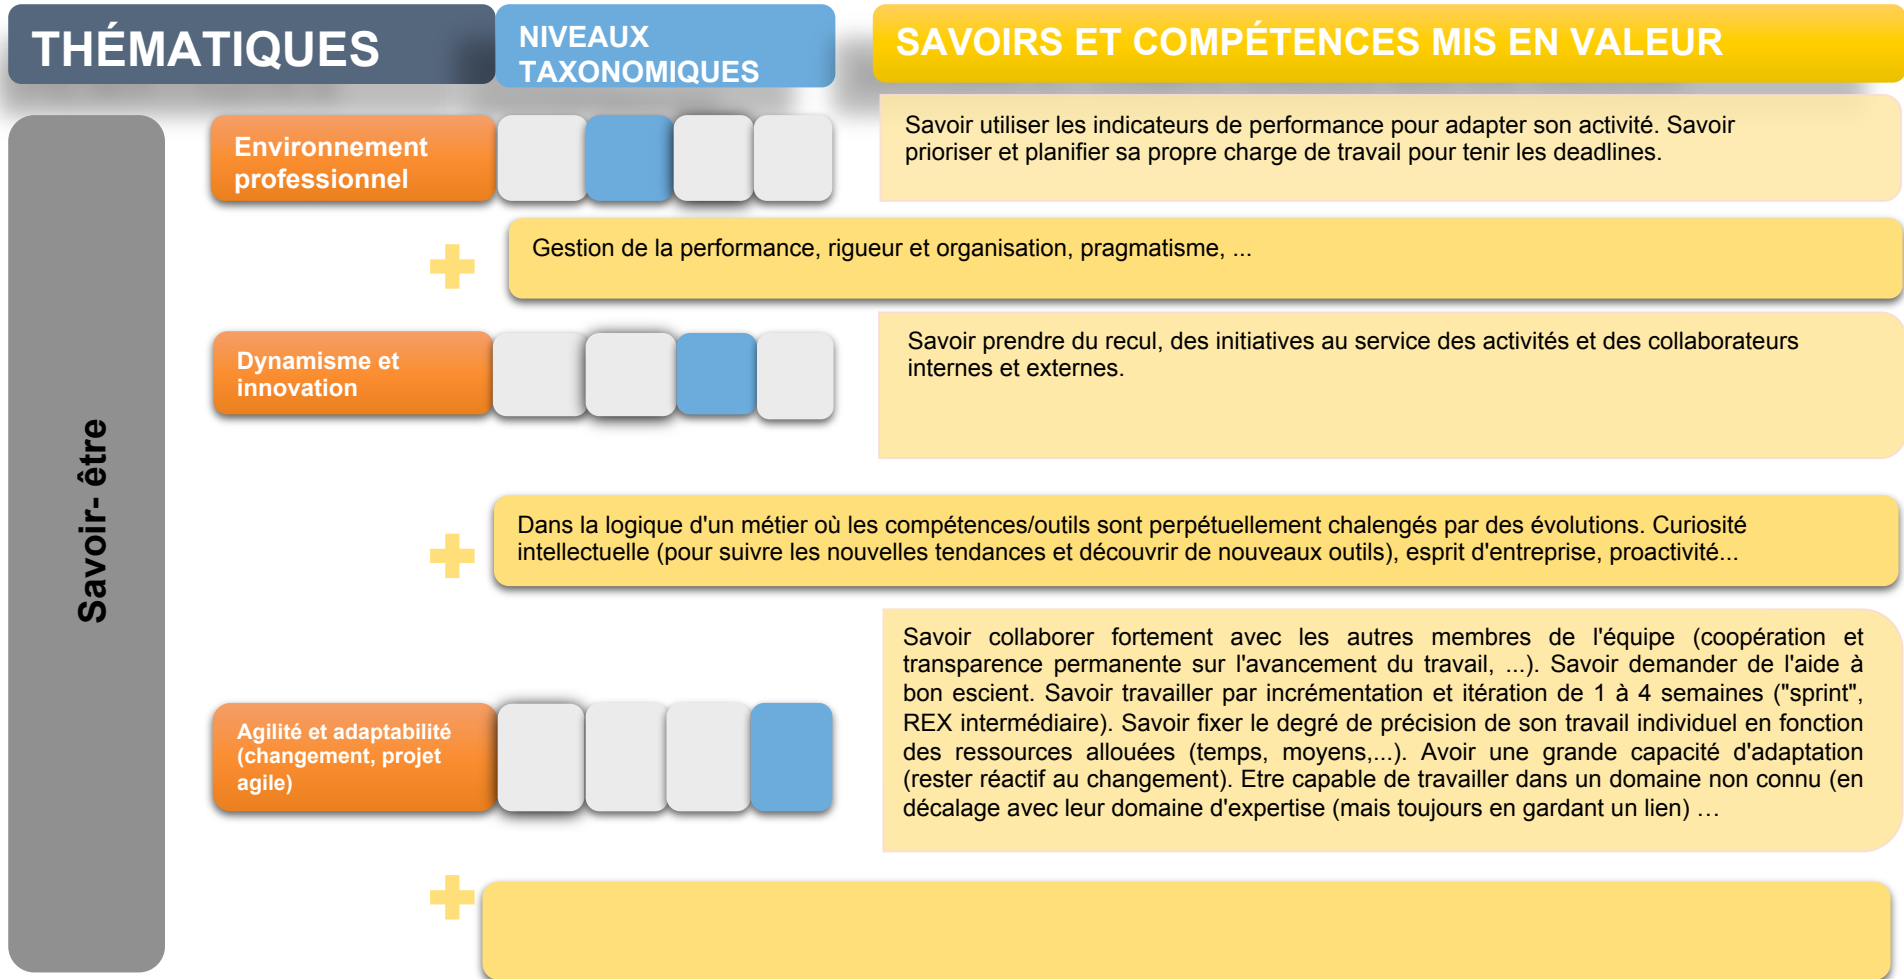 THÉMATIQUES
NIVEAUX
TAXONOMIQUES
SAVOIRS ET COMPÉTENCES MIS EN VALEUR
Savoir- être
Environnement
professionnel
Savoir utiliser les indicateurs de performance pour adapter son activité. Savoir
prioriser et planifier sa propre charge de travail pour tenir les deadlines.
Gestion de la performance, rigueur et organisation, pragmatisme, ...
Dynamisme et
innovation
Savoir prendre du recul, des initiatives au service des activités et des collaborateurs
internes et externes.
Dans la logique d'un métier où les compétences/outils sont perpétuellement chalengés par des évolutions. Curiosité
intellectuelle (pour suivre les nouvelles tendances et découvrir de nouveaux outils), esprit d'entreprise, proactivité...
Agilité et adaptabilité
(changement, projet
agile)
Savoir collaborer fortement avec les autres membres de l'équipe (coopération et
transparence permanente sur l'avancement du travail, ...). Savoir demander de l'aide à
bon escient. Savoir travailler par incrémentation et itération de 1 à 4 semaines ("sprint",
REX intermédiaire). Savoir fixer le degré de précision de son travail individuel en fonction
des ressources allouées (temps, moyens,...). Avoir une grande capacité d'adaptation
(rester réactif au changement). Etre capable de travailler dans un domaine non connu (en
décalage avec leur domaine d'expertise (mais toujours en gardant un lien) …